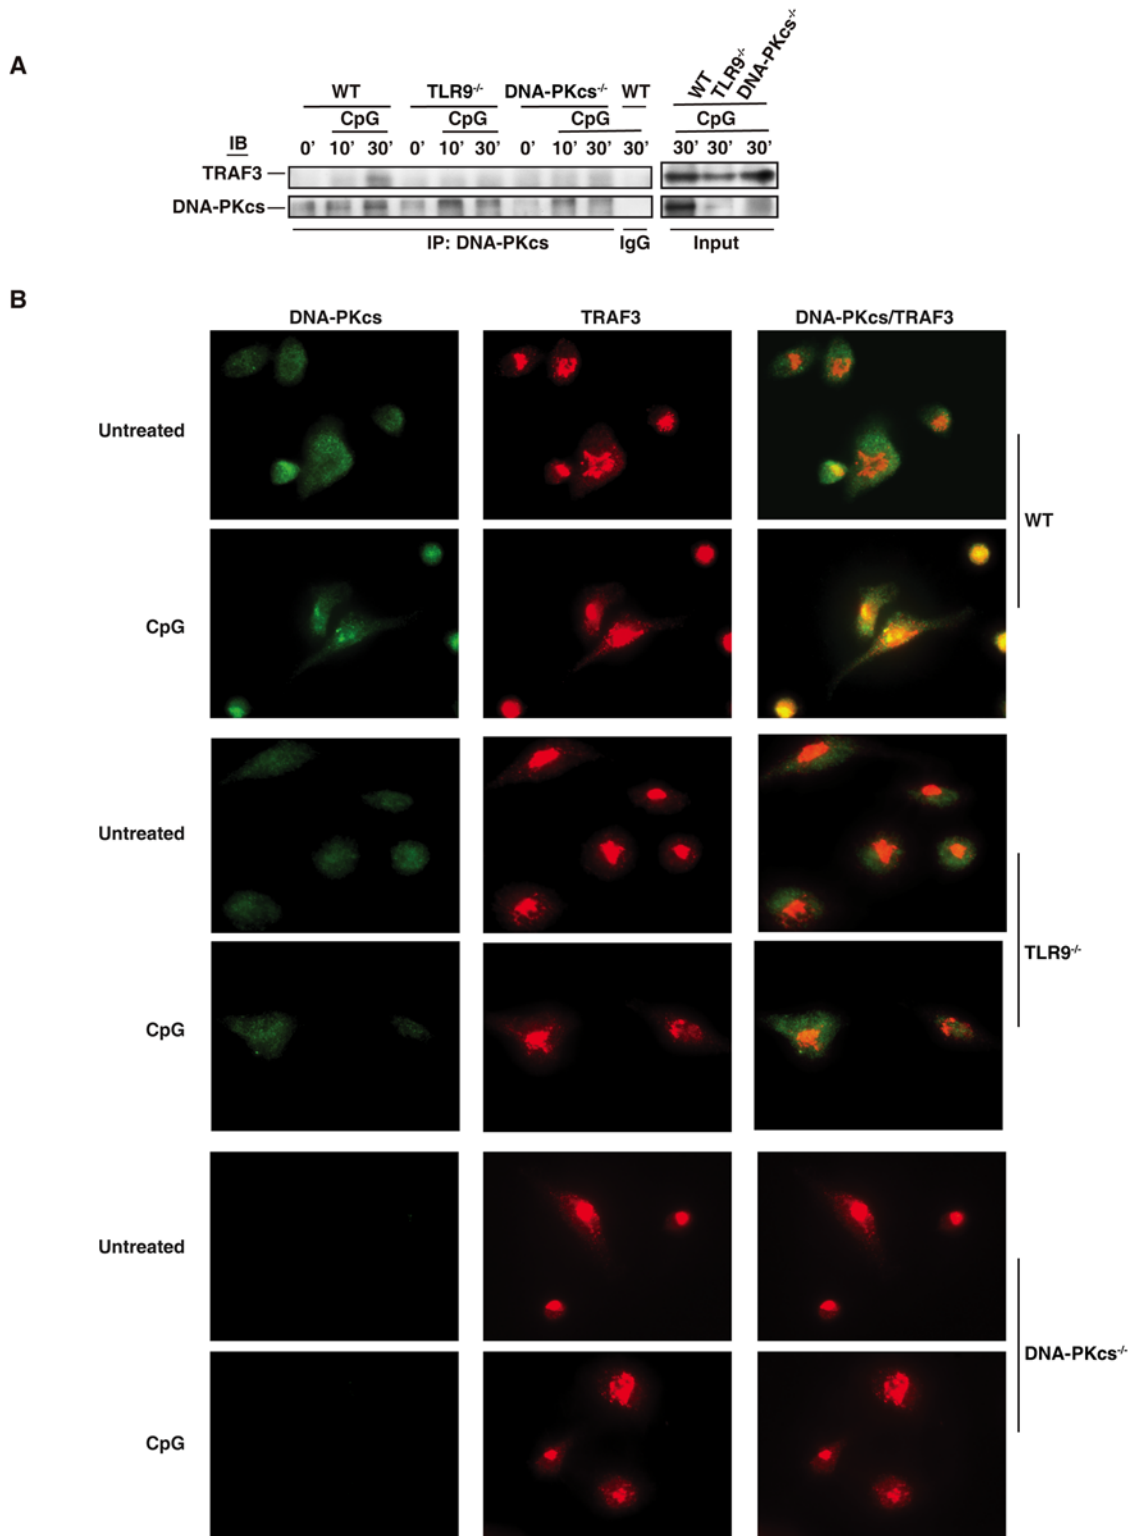 A
WT TLR9-/- DNA-PKcs-/- WT
WT TLR9-/- DNA-PKcs-/-
CpG CpG CpG CpG
IB 0' 10' 30' 0' 10' 30' 0' 10' 30' 30' 30' 30' 30'
TRAF3
DNA-PKcs
IP: DNA-PKcs IgG Input
B
DNA-PKcs TRAF3 DNA-PKcs/TRAF3
Untreated
WT
CpG
Untreated
TLR9-/-
CpG
Untreated
DNA-PKcs-/-
CpG